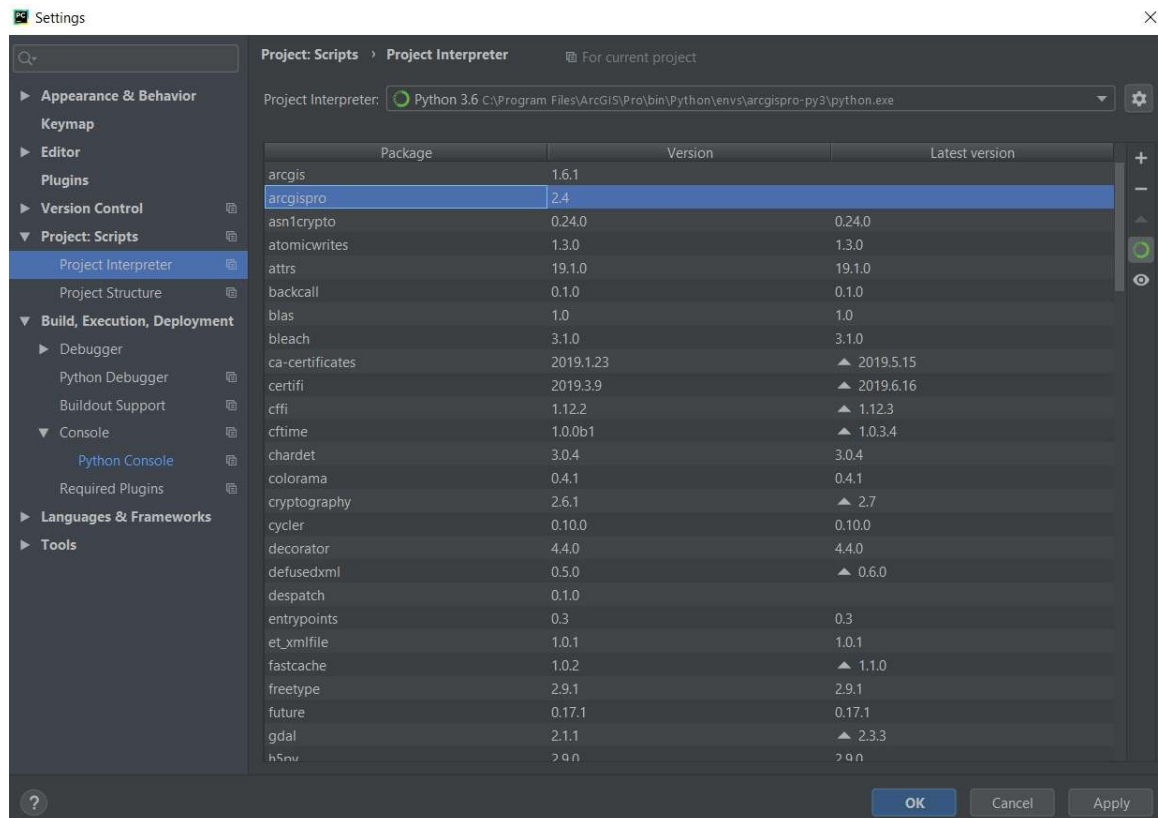 PC Settings
Project: Scripts › Project Interpreter For current project
Appearance & Behavior
Keymap
Editor
Plugins
Version Control
Project: Scripts
Project Interpreter
Project Structure
Build, Execution, Deployment
Debugger
Python Debugger
Buildout Support
Console
Python Console
Required Plugins
Languages & Frameworks
Tools
Project Interpreter: Python 3.6 C:\Program Files\ArcGIS\Pro\bin\Python\envs\arcgispro-py3\python.exe
Package Version Latest version
arcgis 1.6.1
arcgispro 2.4
asn1crypto 0.24.0 0.24.0
atomicwrites 1.3.0 1.3.0
attrs 19.1.0 19.1.0
backcall 0.1.0 0.1.0
blas 1.0 1.0
bleach 3.1.0 3.1.0
ca-certificates 2019.1.23 2019.5.15
certifi 2019.3.9 2019.6.16
cffi 1.12.2 1.12.3
cftime 1.0.0b1 1.0.3.4
chardet 3.0.4 3.0.4
colorama 0.4.1 0.4.1
cryptography 2.6.1 2.7
cycler 0.10.0 0.10.0
decorator 4.4.0 4.4.0
defusedxml 0.5.0 0.6.0
despatch 0.1.0
entrypoints 0.3 0.3
et_xmlfile 1.0.1 1.0.1
fastcache 1.0.2 1.1.0
freetype 2.9.1 2.9.1
future 0.17.1 0.17.1
gdal 2.1.1 2.3.3
h5py 2.9.0 2.9.0
? OK Cancel Apply